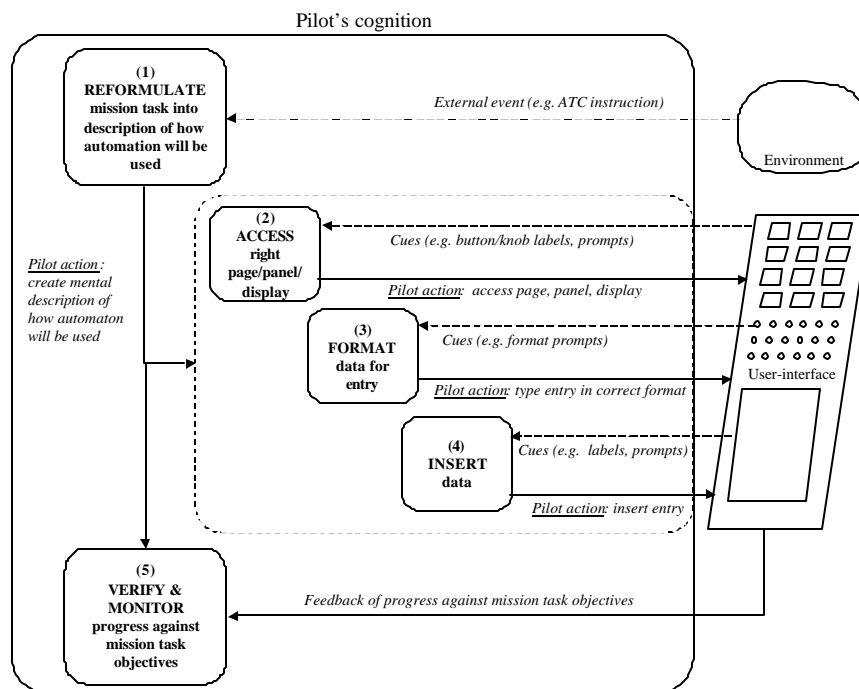 Pilot's cognition
(1)
REFORMULATE
mission task into
description of how
automation will be
used
External event (e.g. ATC instruction)
Environment
(2)
ACCESS
right
page/panel/
display
Cues (e.g. button/knob labels, prompts)
Pilot action: access page, panel, display
Pilot action:
create mental
description of
how automaton
will be used
(3)
FORMAT
data for
entry
Cues (e.g. format prompts)
User-interface
Pilot action: type entry in correct format
(4)
INSERT
data
Cues (e.g. labels, prompts)
Pilot action: insert entry
(5)
VERIFY &
MONITOR
progress against
mission task
objectives
Feedback of progress against mission task objectives